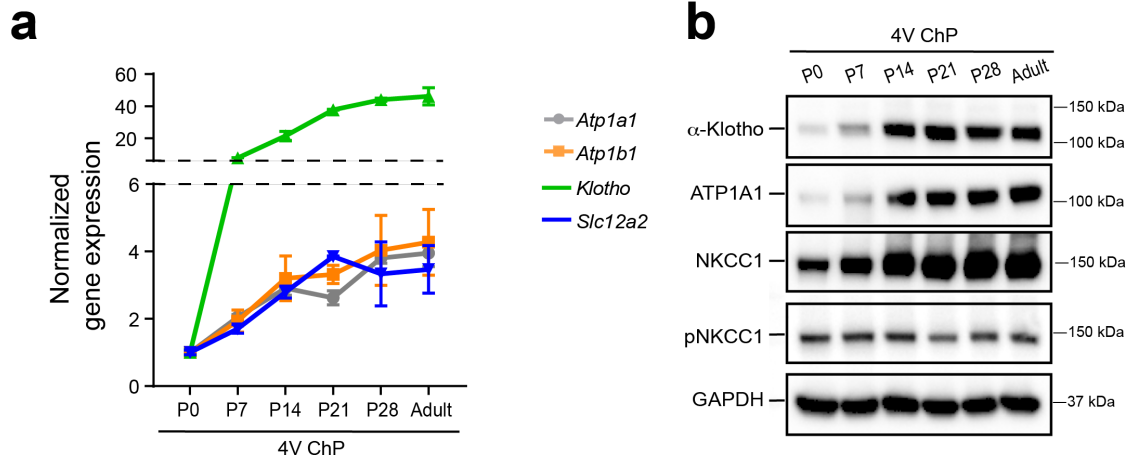 a
60
40
20
6
4
2
0
Normalized
gene expression
P0 P7 P14 P21 P28 Adult
4V ChP
Atp1a1
Atp1b1
Klotho
Slc12a2
b
4V ChP
P0 P7 P14 P21 P28 Adult
α-Klotho
150 kDa
100 kDa
ATP1A1
100 kDa
NKCC1
150 kDa
pNKCC1
150 kDa
GAPDH
37 kDa